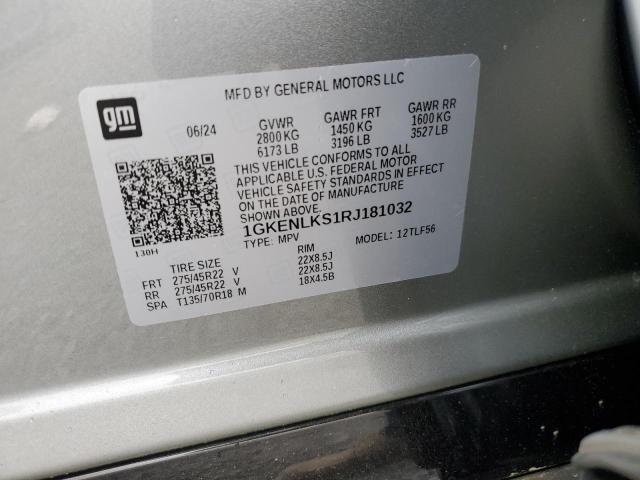 MFD BY GENERAL MOTORS LLC
gm
06/24
GVWR GAWR FRT GAWR RR
2800 KG 1450 KG 1600 KG
6173 LB 3196 LB 3527 LB
THIS VEHICLE CONFORMS TO ALL
APPLICABLE U.S. FEDERAL MOTOR
VEHICLE SAFETY STANDARDS IN EFFECT
ON THE DATE OF MANUFACTURE
SHOWN ABOVE.
1GKENLKS1RJ181032
130H
TYPE: MPV MODEL: 12TLF56
TIRE SIZE RIM
FRT 275/45R22 V 22X8.5J
RR 275/45R22 V 22X8.5J
SPA T135/70R18 M 18X4.5B